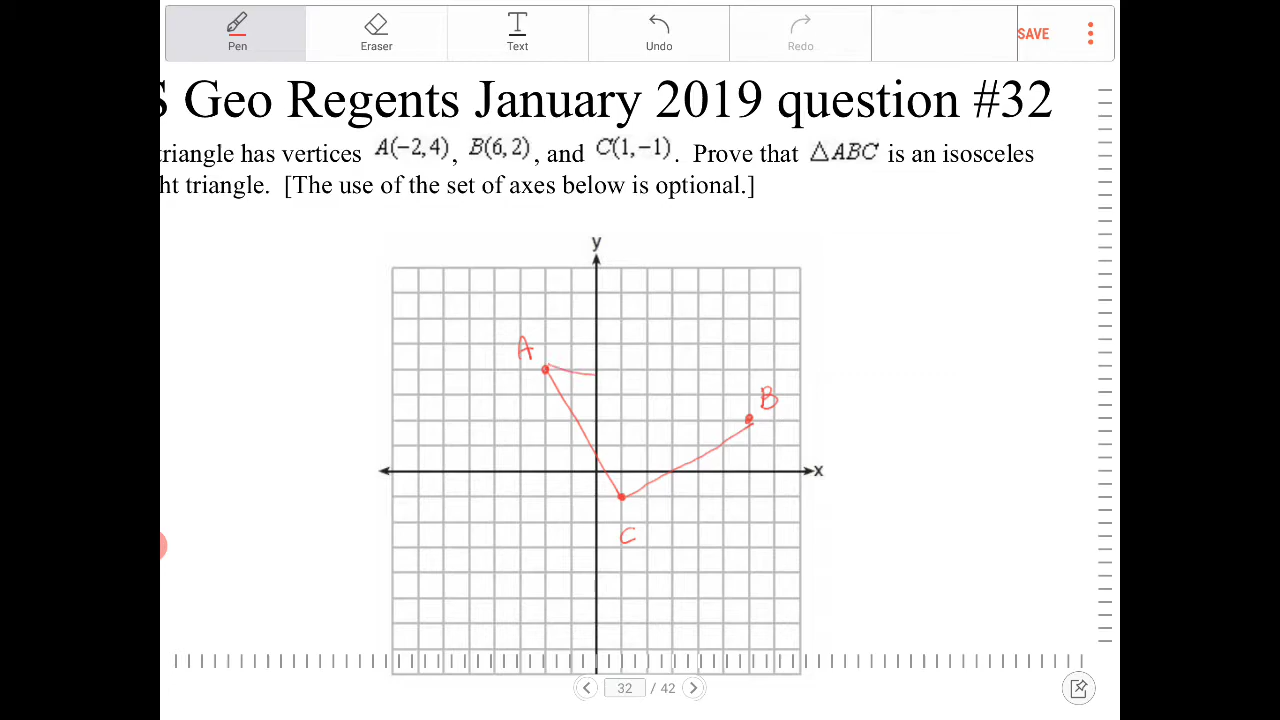 Pen Eraser Text Undo Redo SAVE
S Geo Regents January 2019 question #32
triangle has vertices A(−2,4), B(6,2), and C(1,−1). Prove that △ABC is an isosceles
ht triangle. [The use of the set of axes below is optional.]
y
A
B
x
C
32 / 42